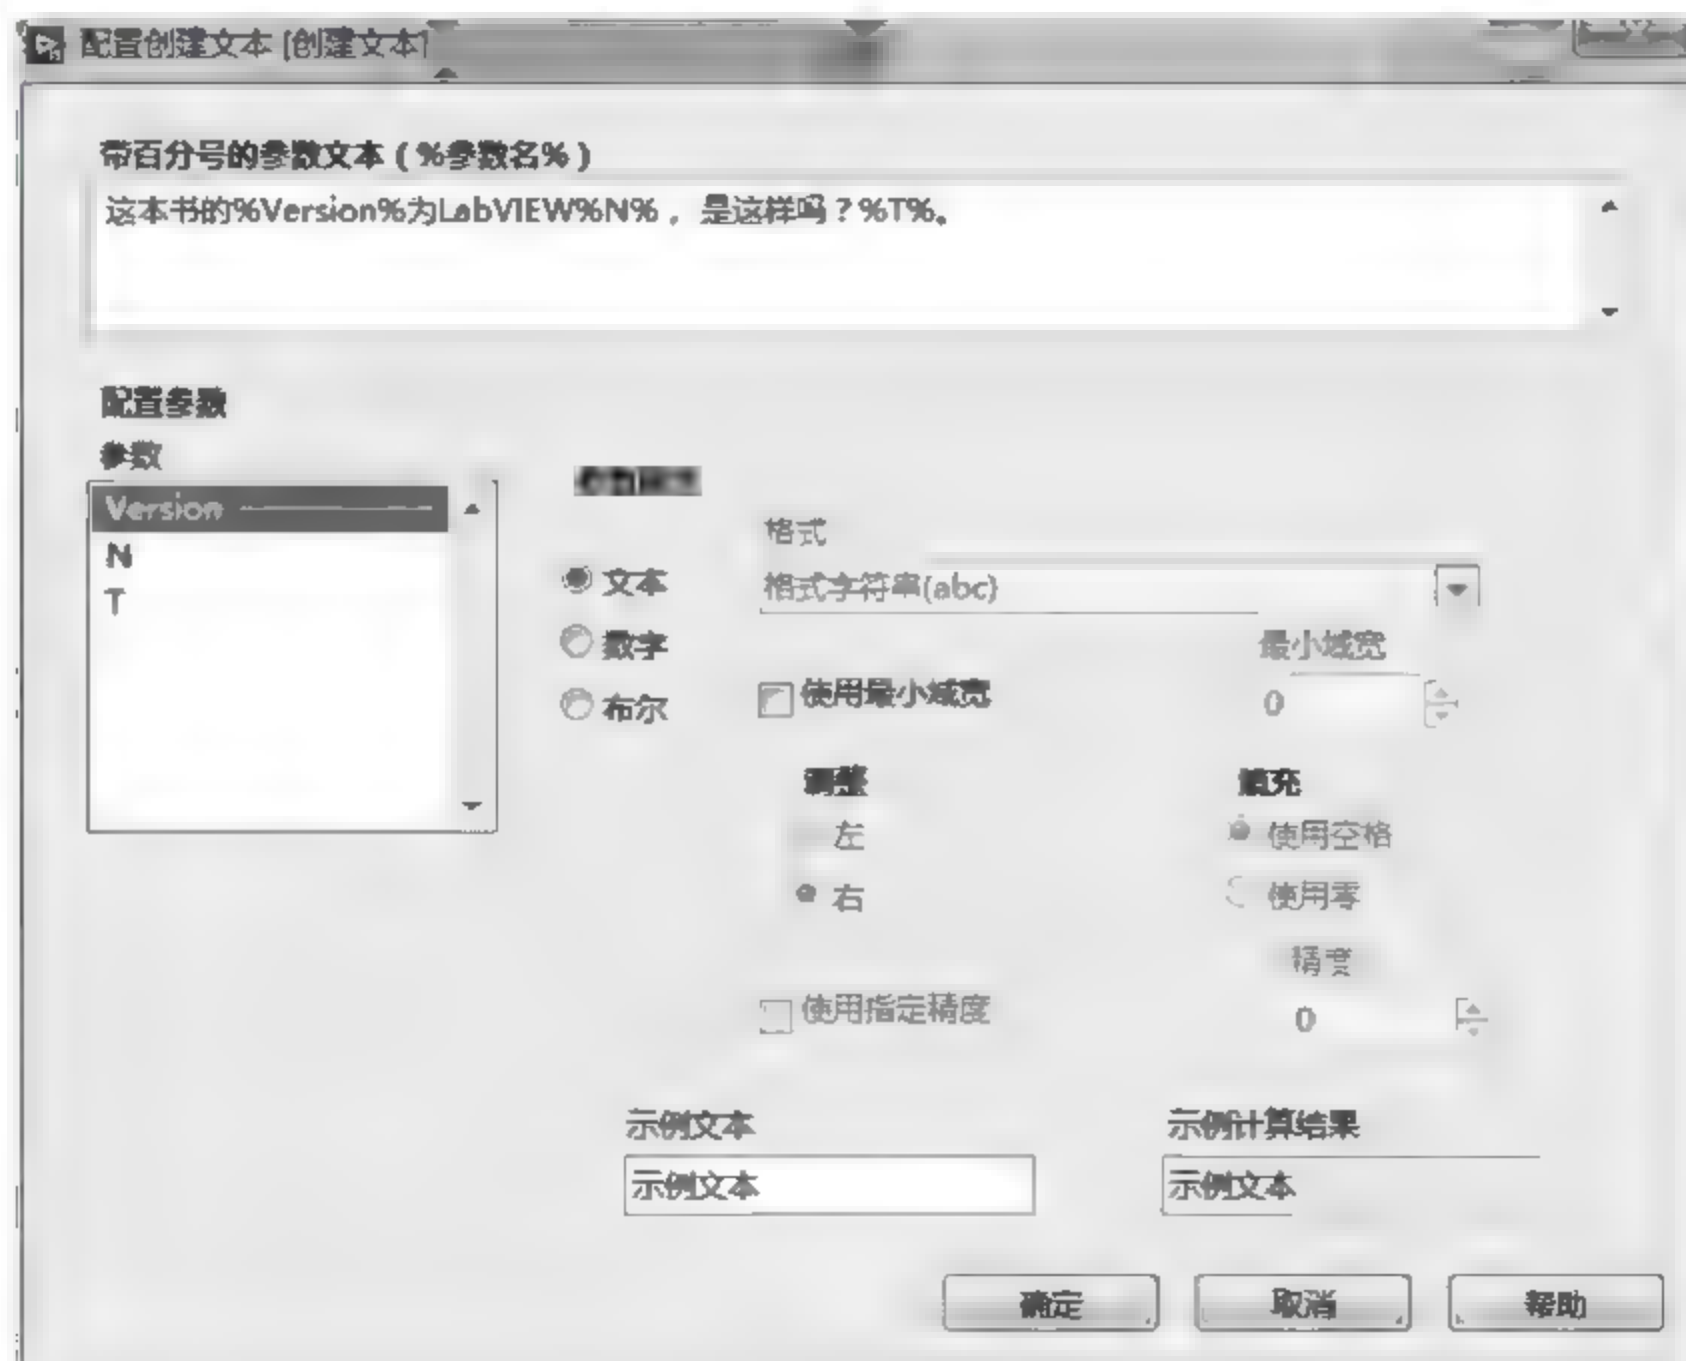 配置创建文本 [创建文本]
带百分号的参数文本 ( %参数名% )
这本书的%Version%为LabVIEW%N% , 是这样吗 ? %T%。
配置参数
参数
Version
N
T
格式
文本
格式字符串(abc)
数字
最小域宽
布尔
使用最小域宽
0
调整
填充
左
使用空格
右
使用零
精度
使用指定精度
0
示例文本
示例计算结果
示例文本
示例文本
确定
取消
帮助